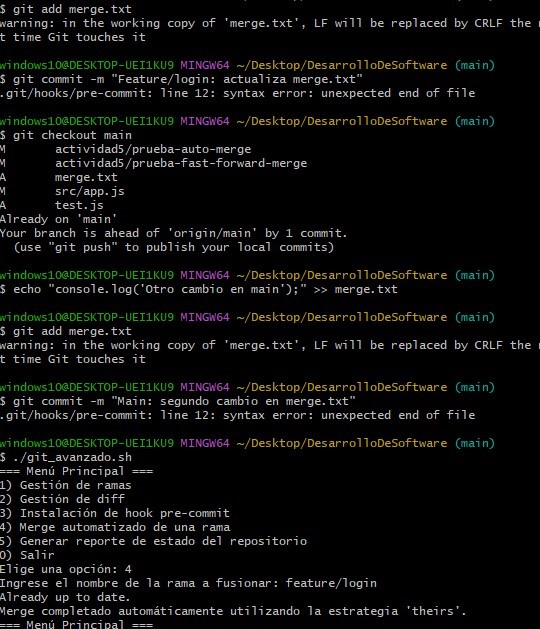 $ git add merge.txt
warning: in the working copy of 'merge.txt', LF will be replaced by CRLF the
t time Git touches it
windows10@DESKTOP-UEI1KU9 MINGW64 ~/Desktop/DesarrolloDeSoftware (main)
$ git commit -m "Feature/login: actualiza merge.txt"
.git/hooks/pre-commit: line 12: syntax error: unexpected end of file
windows10@DESKTOP-UEI1KU9 MINGW64 ~/Desktop/DesarrolloDeSoftware (main)
$ git checkout main
M actividad5/prueba-auto-merge
M actividad5/prueba-fast-forward-merge
A merge.txt
M src/app.js
A test.js
Already on 'main'
Your branch is ahead of 'origin/main' by 1 commit.
(use "git push" to publish your local commits)
windows10@DESKTOP-UEI1KU9 MINGW64 ~/Desktop/DesarrolloDeSoftware (main)
$ echo "console.log('Otro cambio en main');" >> merge.txt
windows10@DESKTOP-UEI1KU9 MINGW64 ~/Desktop/DesarrolloDeSoftware (main)
$ git add merge.txt
warning: in the working copy of 'merge.txt', LF will be replaced by CRLF the
t time Git touches it
windows10@DESKTOP-UEI1KU9 MINGW64 ~/Desktop/DesarrolloDeSoftware (main)
$ git commit -m "Main: segundo cambio en merge.txt"
.git/hooks/pre-commit: line 12: syntax error: unexpected end of file
windows10@DESKTOP-UEI1KU9 MINGW64 ~/Desktop/DesarrolloDeSoftware (main)
$ ./git_avanzado.sh
=== Menú Principal ===
1) Gestión de ramas
2) Gestión de diff
3) Instalación de hook pre-commit
4) Merge automatizado de una rama
5) Generar reporte de estado del repositorio
0) Salir
Elige una opción: 4
Ingrese el nombre de la rama a fusionar: feature/login
Already up to date.
Merge completado automáticamente utilizando la estrategia 'theirs'.
=== Menú Principal ===